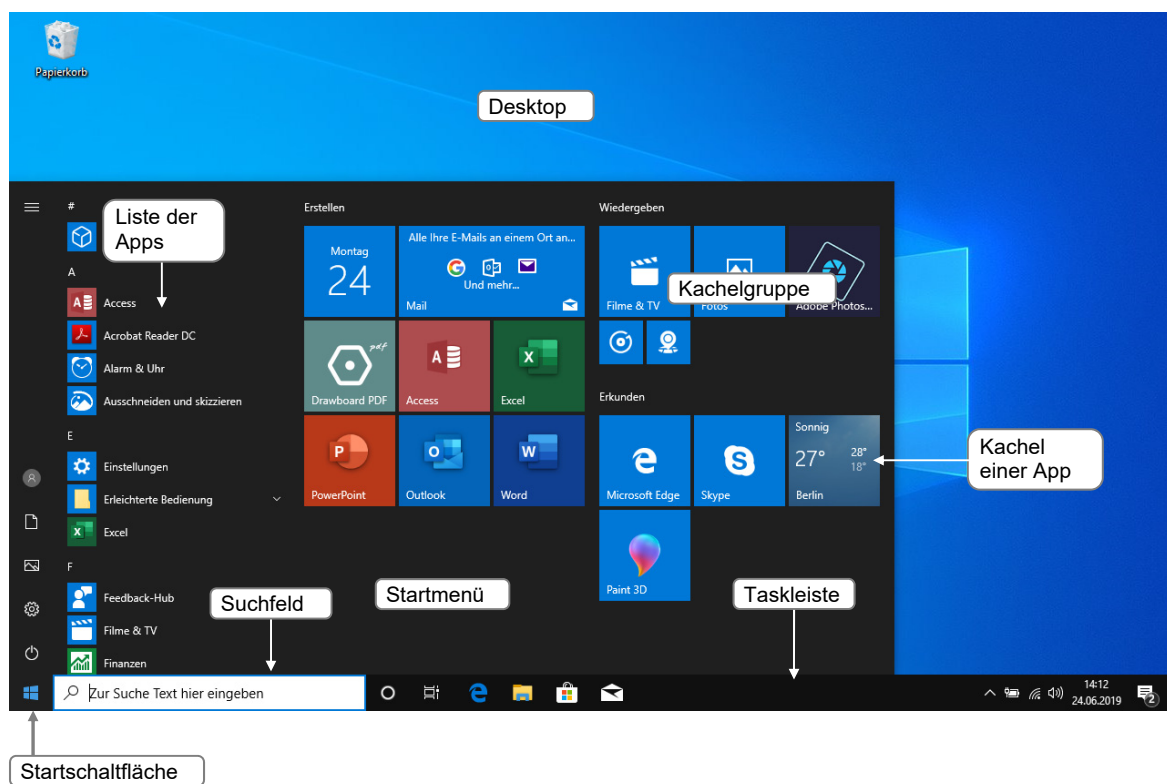 Papierkorb
Desktop
#
Liste der
Apps
A
Access
Acrobat Reader DC
Alarm & Uhr
Ausschneiden und skizzieren
E
Einstellungen
Erleichterte Bedienung
Excel
F
Feedback-Hub
Filme & TV
Finanzen
Erstellen
Montag
24
Alle Ihre E-Mails an einem Ort an...
Und mehr...
Mail
Drawboard PDF
pdf
Access
Excel
PowerPoint
Outlook
Word
Wiedergeben
Filme & TV
Fotos
Adobe Photos...
Kachelgruppe
Erkunden
Microsoft Edge
Skype
Sonnig
27° 28°
18°
Berlin
Paint 3D
Kachel
einer App
Suchfeld
Startmenü
Taskleiste
Zur Suche Text hier eingeben
14:12
24.06.2019
2
Startschaltfläche